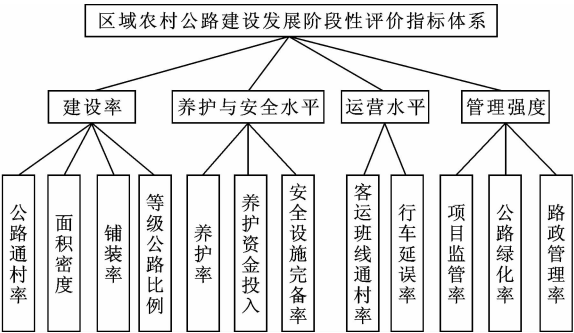 区域农村公路建设发展阶段性评价指标体系
建设率
养护与安全水平
运营水平
管理强度
公路通村率
面积密度
铺装率
等级公路比例
养护率
养护资金投入
安全设施完备率
客运班线通村率
行车延误率
项目监管率
公路绿化率
路政管理率